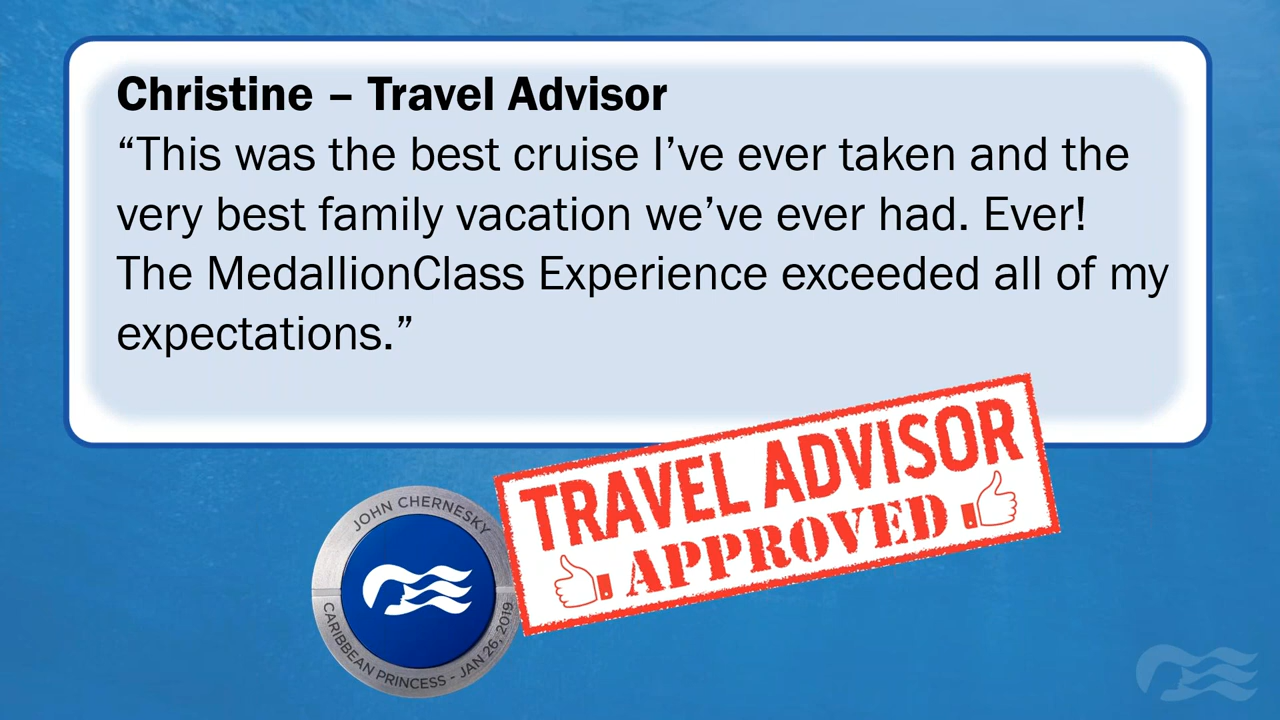 Christine – Travel Advisor
“This was the best cruise I’ve ever taken and the
very best family vacation we’ve ever had. Ever!
The MedallionClass Experience exceeded all of my
expectations.”
TRAVEL ADVISOR
APPROVED
JOHN CHERNESKY
CARIBBEAN PRINCESS - JAN 26, 2019